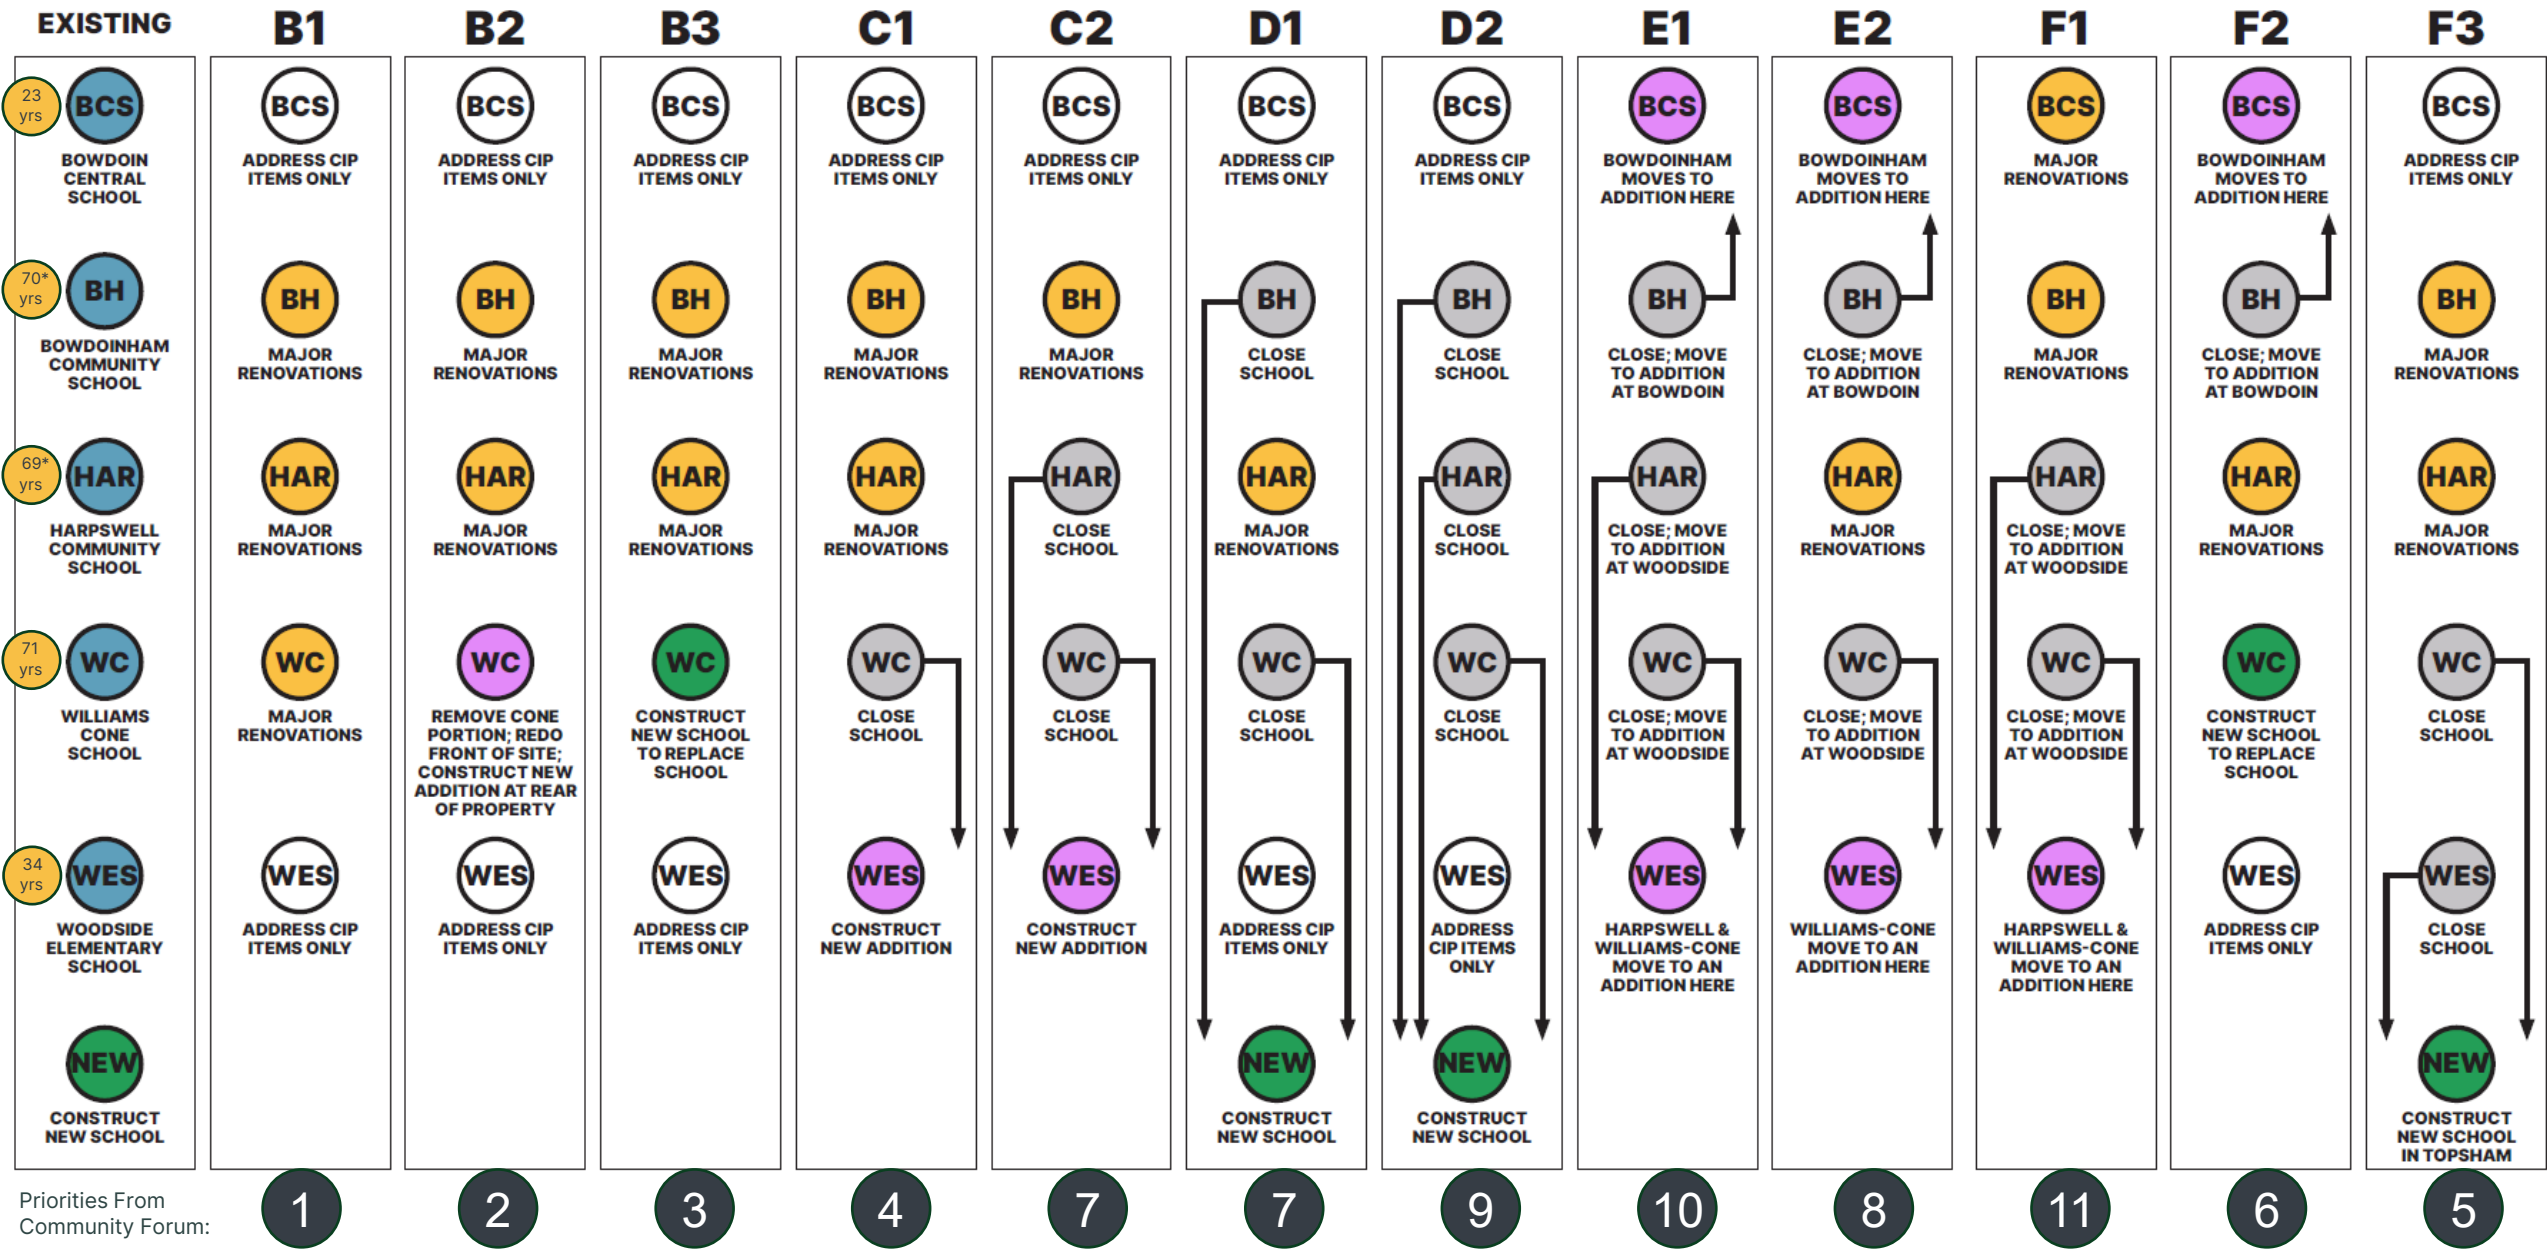 EXISTING
23
yrs
BCS
BOWDOIN
CENTRAL
SCHOOL
70*
yrs
BH
BOWDOINHAM
COMMUNITY
SCHOOL
69*
yrs
HAR
HARPSWELL
COMMUNITY
SCHOOL
71
yrs
WC
WILLIAMS
CONE
SCHOOL
34
yrs
WES
WOODSIDE
ELEMENTARY
SCHOOL
NEW
CONSTRUCT
NEW SCHOOL
B1
BCS
ADDRESS CIP
ITEMS ONLY
BH
MAJOR
RENOVATIONS
HAR
MAJOR
RENOVATIONS
WC
MAJOR
RENOVATIONS
WES
ADDRESS CIP
ITEMS ONLY
B2
BCS
ADDRESS CIP
ITEMS ONLY
BH
MAJOR
RENOVATIONS
HAR
MAJOR
RENOVATIONS
WC
REMOVE CONE
PORTION; REDO
FRONT OF SITE;
CONSTRUCT NEW
ADDITION AT REAR
OF PROPERTY
WES
ADDRESS CIP
ITEMS ONLY
B3
BCS
ADDRESS CIP
ITEMS ONLY
BH
MAJOR
RENOVATIONS
HAR
MAJOR
RENOVATIONS
WC
CONSTRUCT
NEW SCHOOL
TO REPLACE
SCHOOL
WES
ADDRESS CIP
ITEMS ONLY
C1
BCS
ADDRESS CIP
ITEMS ONLY
BH
MAJOR
RENOVATIONS
HAR
MAJOR
RENOVATIONS
WC
CLOSE
SCHOOL
WES
CONSTRUCT
NEW ADDITION
C2
BCS
ADDRESS CIP
ITEMS ONLY
BH
MAJOR
RENOVATIONS
HAR
CLOSE
SCHOOL
WC
CLOSE
SCHOOL
WES
CONSTRUCT
NEW ADDITION
D1
BCS
ADDRESS CIP
ITEMS ONLY
BH
CLOSE
SCHOOL
HAR
MAJOR
RENOVATIONS
WC
CLOSE
SCHOOL
WES
ADDRESS CIP
ITEMS ONLY
NEW
CONSTRUCT
NEW SCHOOL
D2
BCS
ADDRESS CIP
ITEMS ONLY
BH
CLOSE
SCHOOL
HAR
CLOSE
SCHOOL
WC
CLOSE
SCHOOL
WES
ADDRESS
CIP ITEMS
ONLY
NEW
CONSTRUCT
NEW SCHOOL
E1
BCS
BOWDOINHAM
MOVES TO
ADDITION HERE
BH
CLOSE; MOVE
TO ADDITION
AT BOWDOIN
HAR
CLOSE; MOVE
TO ADDITION
AT WOODSIDE
WC
CLOSE; MOVE
TO ADDITION
AT WOODSIDE
WES
HARPSWELL &
WILLIAMS-CONE
MOVE TO AN
ADDITION HERE
E2
BCS
BOWDOINHAM
MOVES TO
ADDITION HERE
BH
CLOSE; MOVE
TO ADDITION
AT BOWDOIN
HAR
MAJOR
RENOVATIONS
WC
CLOSE; MOVE
TO ADDITION
AT WOODSIDE
WES
WILLIAMS-CONE
MOVE TO AN
ADDITION HERE
F1
BCS
MAJOR
RENOVATIONS
BH
MAJOR
RENOVATIONS
HAR
CLOSE; MOVE
TO ADDITION
AT WOODSIDE
WC
CLOSE; MOVE
TO ADDITION
AT WOODSIDE
WES
HARPSWELL &
WILLIAMS-CONE
MOVE TO AN
ADDITION HERE
F2
BCS
BOWDOINHAM
MOVES TO
ADDITION HERE
BH
CLOSE; MOVE
TO ADDITION
AT BOWDOIN
HAR
MAJOR
RENOVATIONS
WC
CONSTRUCT
NEW SCHOOL
TO REPLACE
SCHOOL
WES
ADDRESS CIP
ITEMS ONLY
F3
BCS
ADDRESS CIP
ITEMS ONLY
BH
MAJOR
RENOVATIONS
HAR
MAJOR
RENOVATIONS
WC
CLOSE
SCHOOL
WES
CLOSE
SCHOOL
NEW
CONSTRUCT
NEW SCHOOL
IN TOPSHAM
Priorities From
Community Forum:
1
2
3
4
7
7
9
10
8
11
6
5